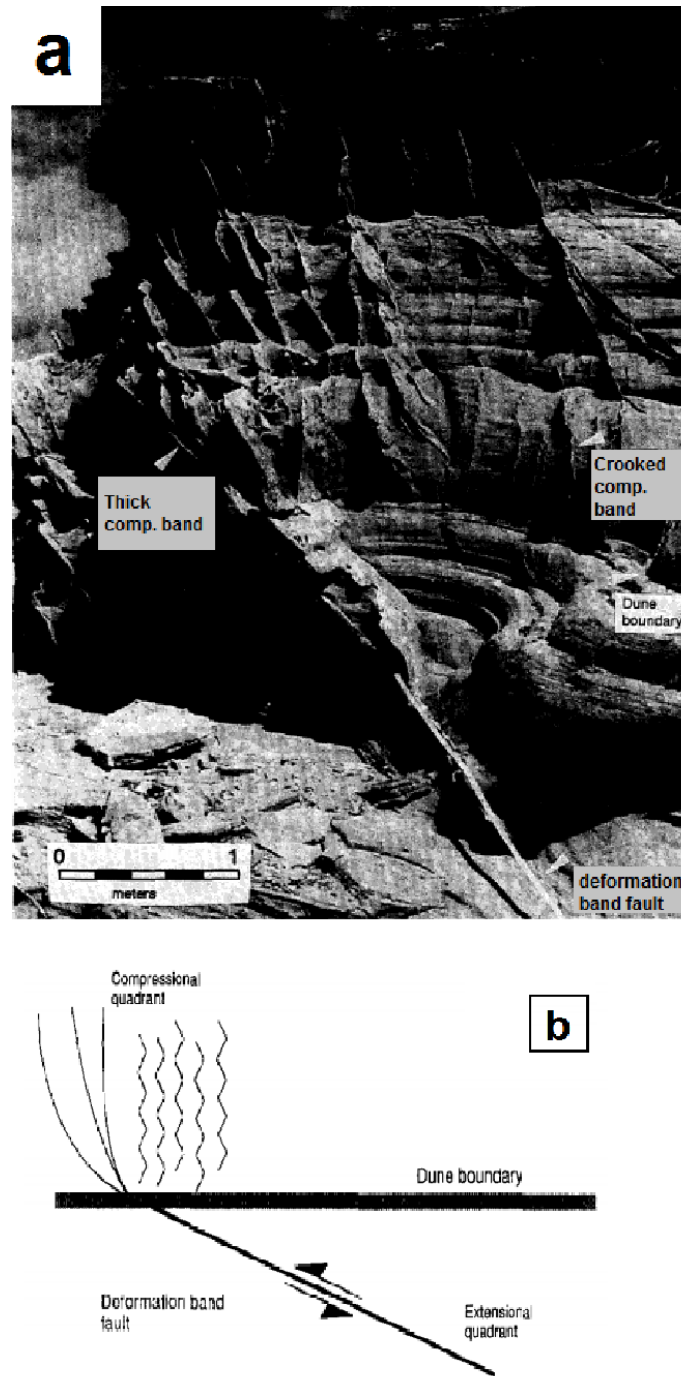 a
Thick
comp. band
Crooked
comp.
band
Dune
boundary
0 1
meters
deformation
band fault
Compressional
quadrant
b
Dune boundary
Deformation band
fault
Extensional
quadrant